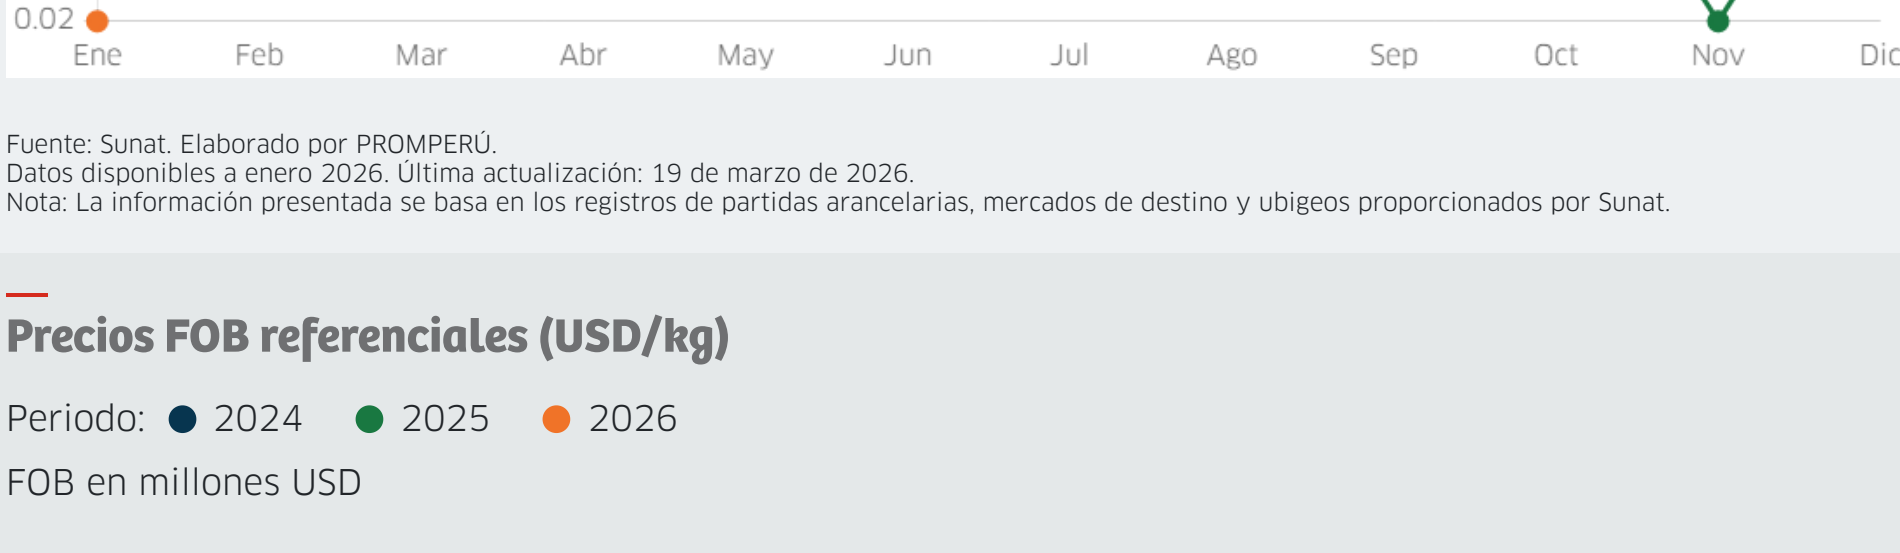 0.02
Ene Feb Mar Abr May Jun Jul Ago Sep Oct Nov Dic
Fuente: Sunat. Elaborado por PROMPERÚ.
Datos disponibles a enero 2026. Última actualización: 19 de marzo de 2026.
Nota: La información presentada se basa en los registros de partidas arancelarias, mercados de destino y ubigeos proporcionados por Sunat.
Precios FOB referenciales (USD/kg)
Periodo: 2024 2025 2026
FOB en millones USD